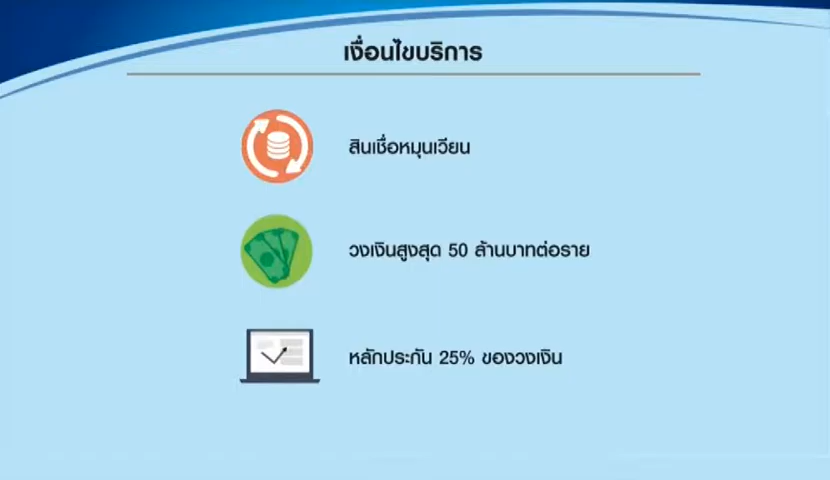 เงื่อนไขบริการ
สินเชื่อหมุนเวียน
วงเงินสูงสุด 50 ล้านบาทต่อราย
หลักประกัน 25% ของวงเงิน